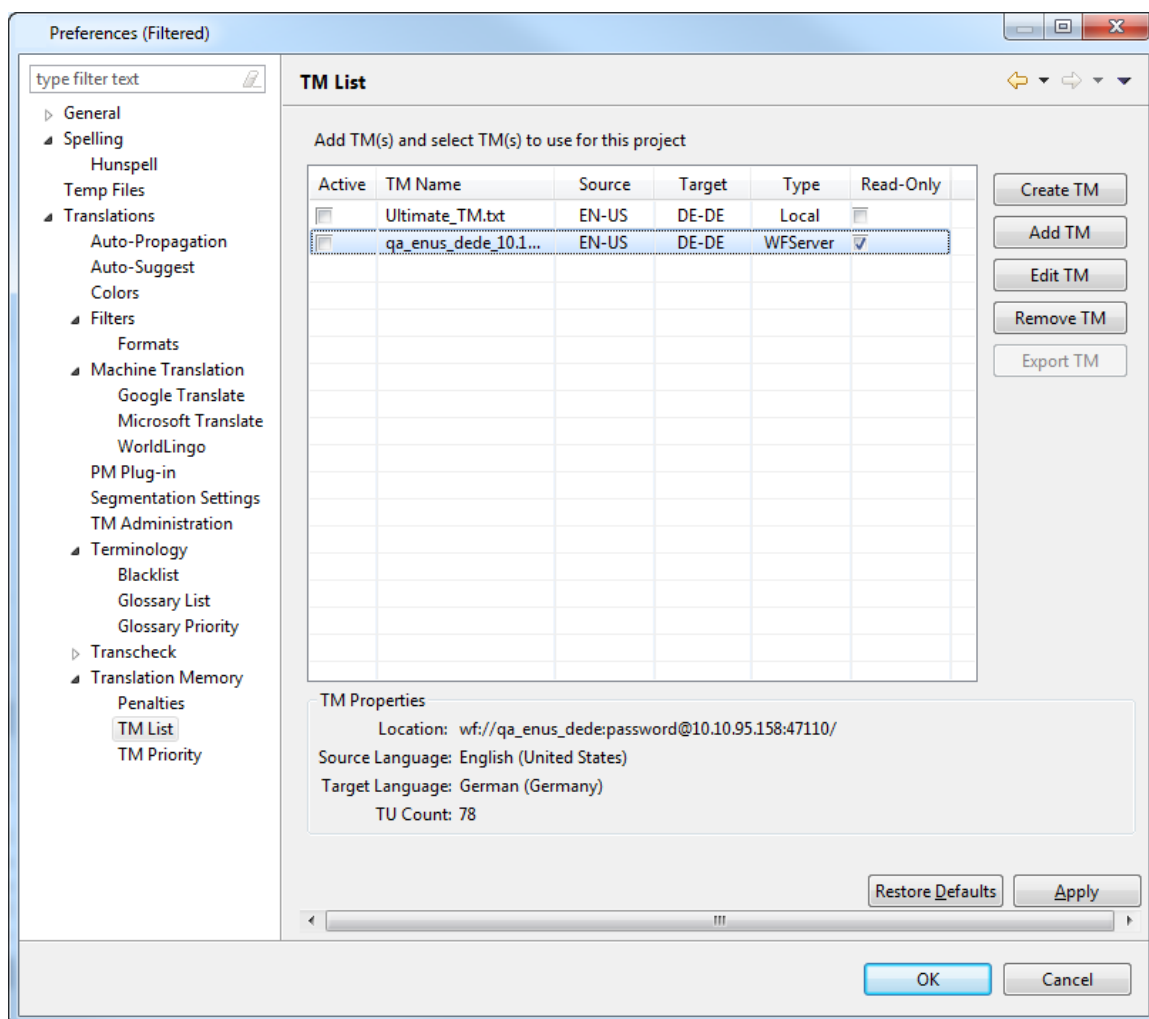 Preferences (Filtered)
type filter text
General
Spelling
Hunspell
Temp Files
Translations
Auto-Propagation
Auto-Suggest
Colors
Filters
Formats
Machine Translation
Google Translate
Microsoft Translate
WorldLingo
PM Plug-in
Segmentation Settings
TM Administration
Terminology
Blacklist
Glossary List
Glossary Priority
Transcheck
Translation Memory
Penalties
TM List
TM Priority
TM List
Add TM(s) and select TM(s) to use for this project
Active TM Name Source Target Type Read-Only
Ultimate_TM.txt EN-US DE-DE Local
qa_enus_dede_10.1... EN-US DE-DE WFServer
Create TM
Add TM
Edit TM
Remove TM
Export TM
TM Properties
Location: wf://qa_enus_dede:password@10.10.95.158:47110/
Source Language: English (United States)
Target Language: German (Germany)
TU Count: 78
Restore Defaults Apply
OK Cancel